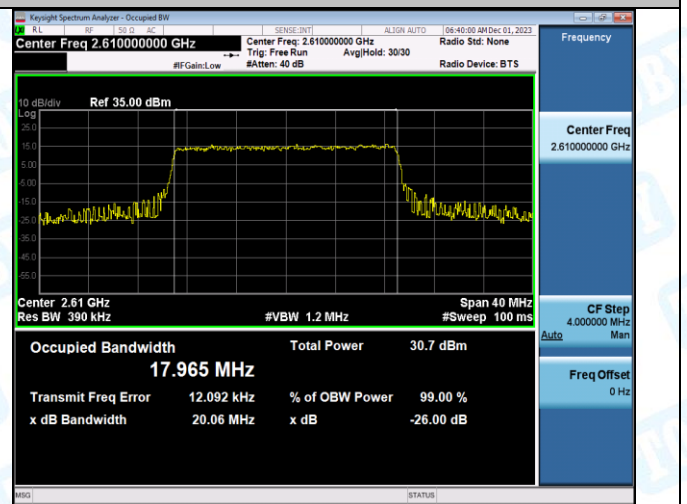 Keysight Spectrum Analyzer - Occupied BW
RL RF 50 Ω AC SENSE:INT ALIGN AUTO 06:40:00 AM Dec 01, 2023
Center Freq 2.610000000 GHz
Center Freq: 2.610000000 GHz Radio Std: None
Trig: Free Run Avg|Hold: 30/30
#IFGain:Low #Atten: 40 dB Radio Device: BTS
Frequency
10 dB/div Ref 35.00 dBm
Log
25.0
15.0
5.00
-5.00
-15.0
-25.0
-35.0
-45.0
-55.0
Center 2.61 GHz Span 40 MHz
Res BW 390 kHz #VBW 1.2 MHz #Sweep 100 ms
Occupied Bandwidth Total Power 30.7 dBm
17.965 MHz
Transmit Freq Error 12.092 kHz % of OBW Power 99.00 %
x dB Bandwidth 20.06 MHz x dB -26.00 dB
Center Freq
2.610000000 GHz
CF Step
4.000000 MHz
Auto Man
Freq Offset
0 Hz
MSG STATUS